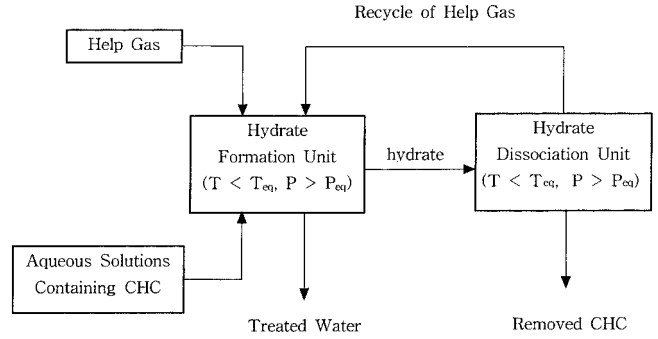 Recycle of Help Gas
Help Gas
Hydrate
Formation Unit
(T < Teq, P > Peq)
hydrate
Hydrate
Dissociation Unit
(T < Teq, P > Peq)
Aqueous Solutions
Containing CHC
Treated Water
Removed CHC